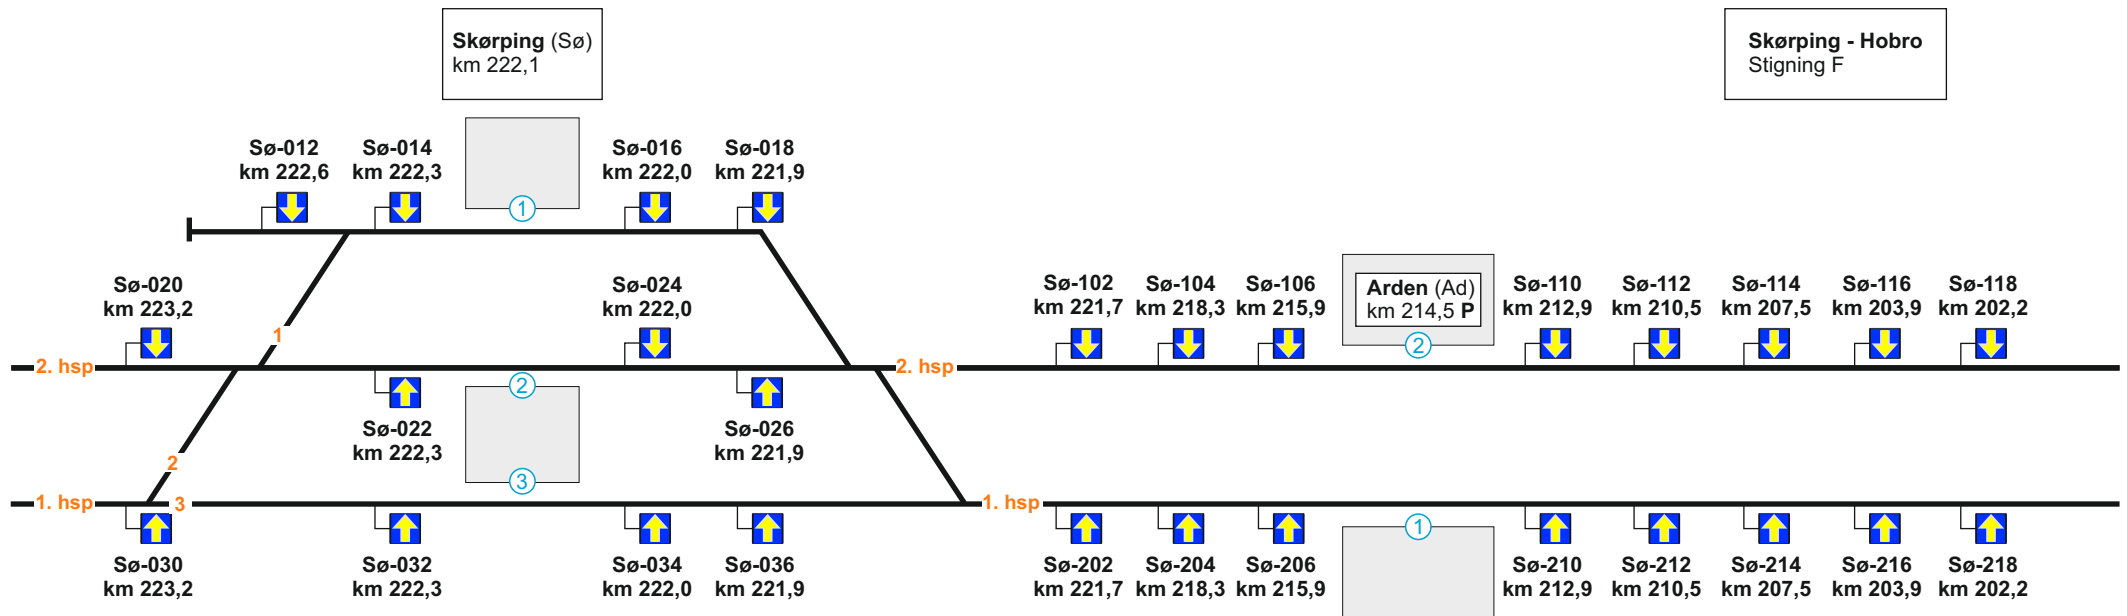 Skørping (Sø)
km 222,1
Skørping - Hobro
Stigning F
Sø-012
km 222,6
Sø-014
km 222,3
Sø-016
km 222,0
Sø-018
km 221,9
1
Sø-020
km 223,2
Sø-024
km 222,0
Sø-102
km 221,7
Sø-104
km 218,3
Sø-106
km 215,9
Arden (Ad)
km 214,5 P
2
Sø-110
km 212,9
Sø-112
km 210,5
Sø-114
km 207,5
Sø-116
km 203,9
Sø-118
km 202,2
1
2. hsp
2. hsp
2
Sø-022
km 222,3
Sø-026
km 221,9
2
3
1. hsp
3
1. hsp
1
Sø-030
km 223,2
Sø-032
km 222,3
Sø-034
km 222,0
Sø-036
km 221,9
Sø-202
km 221,7
Sø-204
km 218,3
Sø-206
km 215,9
Sø-210
km 212,9
Sø-212
km 210,5
Sø-214
km 207,5
Sø-216
km 203,9
Sø-218
km 202,2